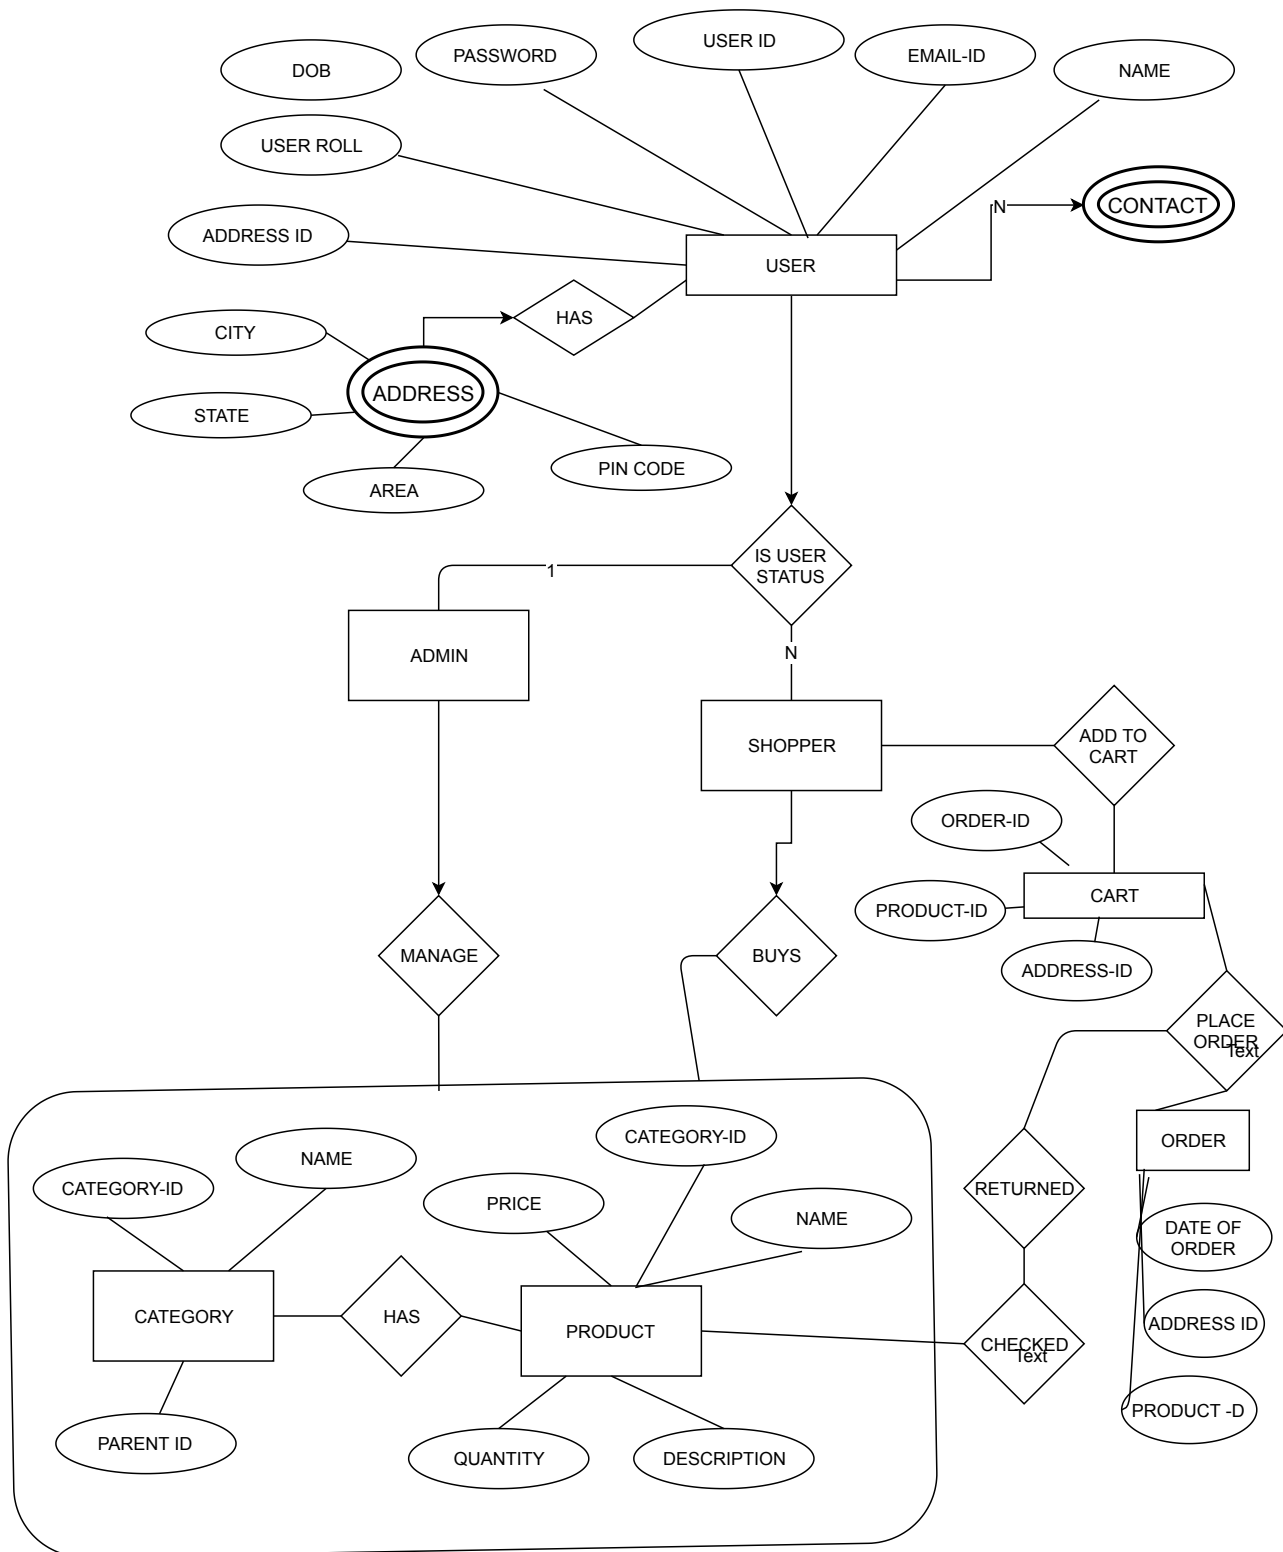 USER ID
PASSWORD
EMAIL-ID
DOB
NAME
USER ROLL
CONTACT
N
ADDRESS ID
USER
HAS
CITY
ADDRESS
STATE
PIN CODE
AREA
IS USER
STATUS
1
ADMIN
N
SHOPPER
ADD TO
CART
ORDER-ID
CART
PRODUCT-ID
MANAGE
BUYS
ADDRESS-ID
PLACE
ORDER
Text
CATEGORY-ID
ORDER
NAME
CATEGORY-ID
RETURNED
PRICE
NAME
DATE OF
ORDER
CATEGORY
HAS
PRODUCT
ADDRESS ID
CHECKED
Text
PRODUCT -D
PARENT ID
QUANTITY
DESCRIPTION